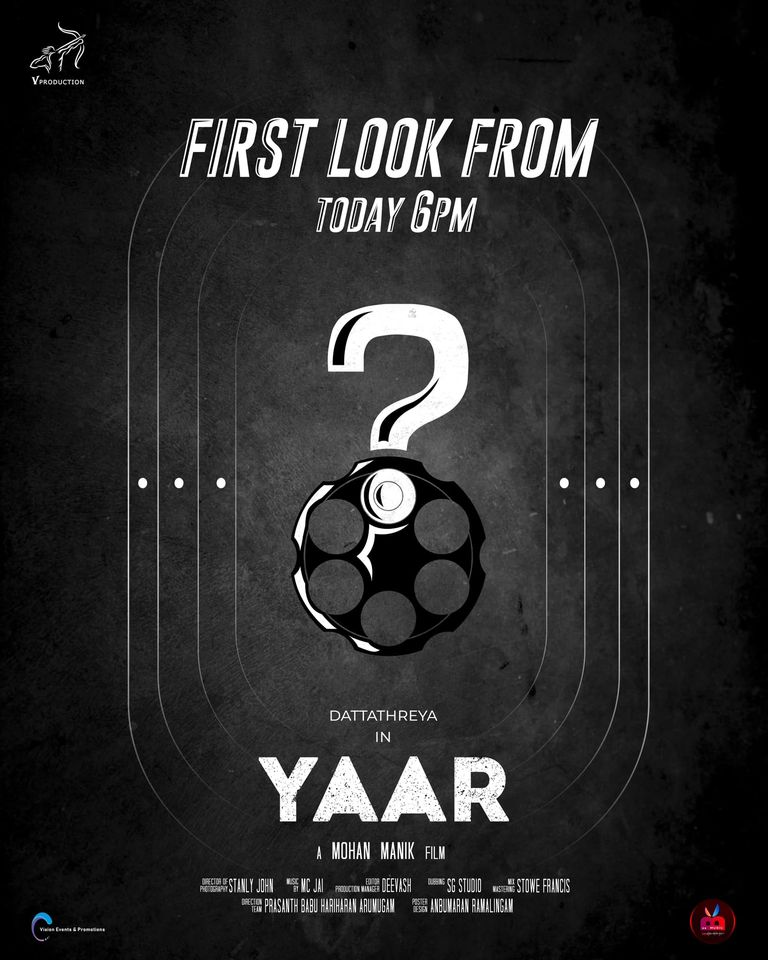 V PRODUCTION
FIRST LOOK FROM
TODAY 6PM
?
DATTATHREYA
IN
YAAR
A MOHAN MANIK FILM
DIRECTOR OF PHOTOGRAPHY STANLY JOHN MUSIC BY MC JAI EDITOR PRODUCTION MANAGER DEEVASH DUBBING SG STUDIO MIX MASTERING STOWE FRANCIS
DIRECTION TEAM PRASANTH BABU HARIHARAN ARUMUGAM POSTER DESIGN ANBUMARAN RAMALINGAM
Vision Events & Promotions
MUSIC